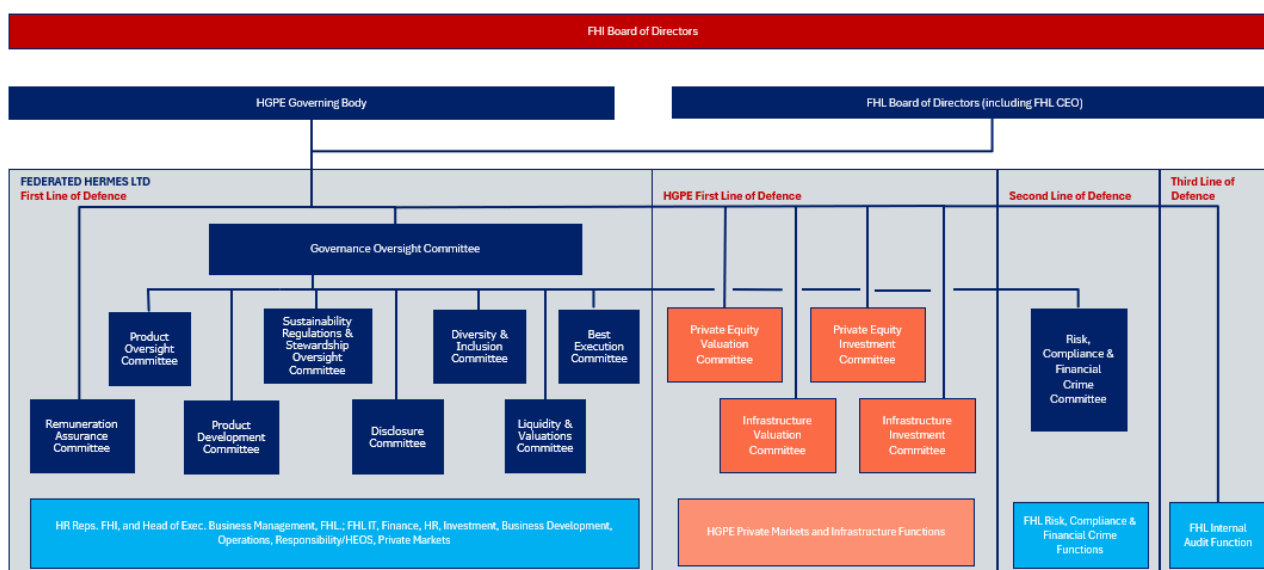 FHI Board of Directors
HGPE Governing Body
FHL Board of Directors (including FHL CEO)
FEDERATED HERMES LTD
First Line of Defence
HGPE First Line of Defence
Second Line of Defence
Third Line of
Defence
Governance Oversight Committee
Product
Oversight
Committee
Sustainability
Regulations &
Stewardship
Oversight
Committee
Diversity &
Inclusion
Committee
Best
Execution
Committee
Private Equity
Valuation
Committee
Private Equity
Investment
Committee
Risk,
Compliance &
Financial
Crime
Committee
Remuneration
Assurance
Committee
Product
Development
Committee
Disclosure
Committee
Liquidity &
Valuations
Committee
Infrastructure
Valuation
Committee
Infrastructure
Investment
Committee
HR Reps. FHI, and Head of Exec. Business Management, FHL.; FHL IT, Finance, HR, Investment, Business Development,
Operations, Responsibility/HEOS, Private Markets
HGPE Private Markets and Infrastructure Functions
FHL Risk, Compliance &
Financial Crime
Functions
FHL Internal
Audit Function